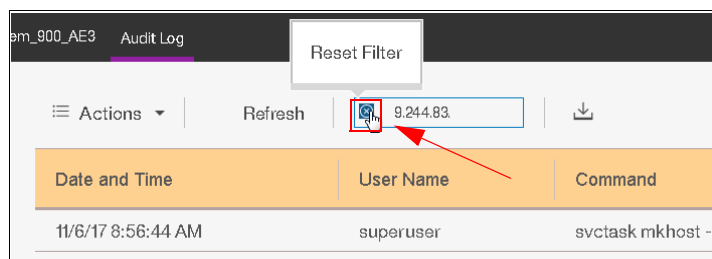 em_900_AE3 Audit Log
Reset Filter
Actions Refresh 9.244.83.
Date and Time User Name Command
11/6/17 8:56:44 AM superuser svctask mkhost -